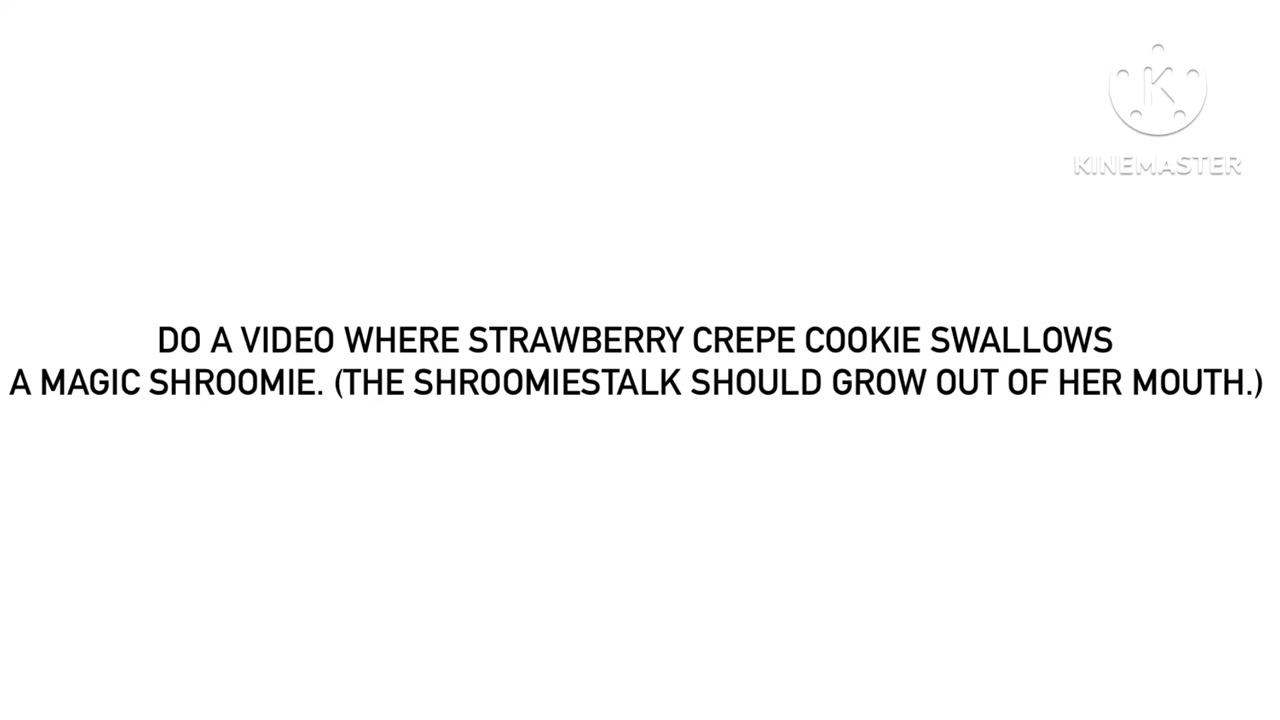 KINEMASTER
DO A VIDEO WHERE STRAWBERRY CREPE COOKIE SWALLOWS
A MAGIC SHROOMIE. (THE SHROOMIESTALK SHOULD GROW OUT OF HER MOUTH.)